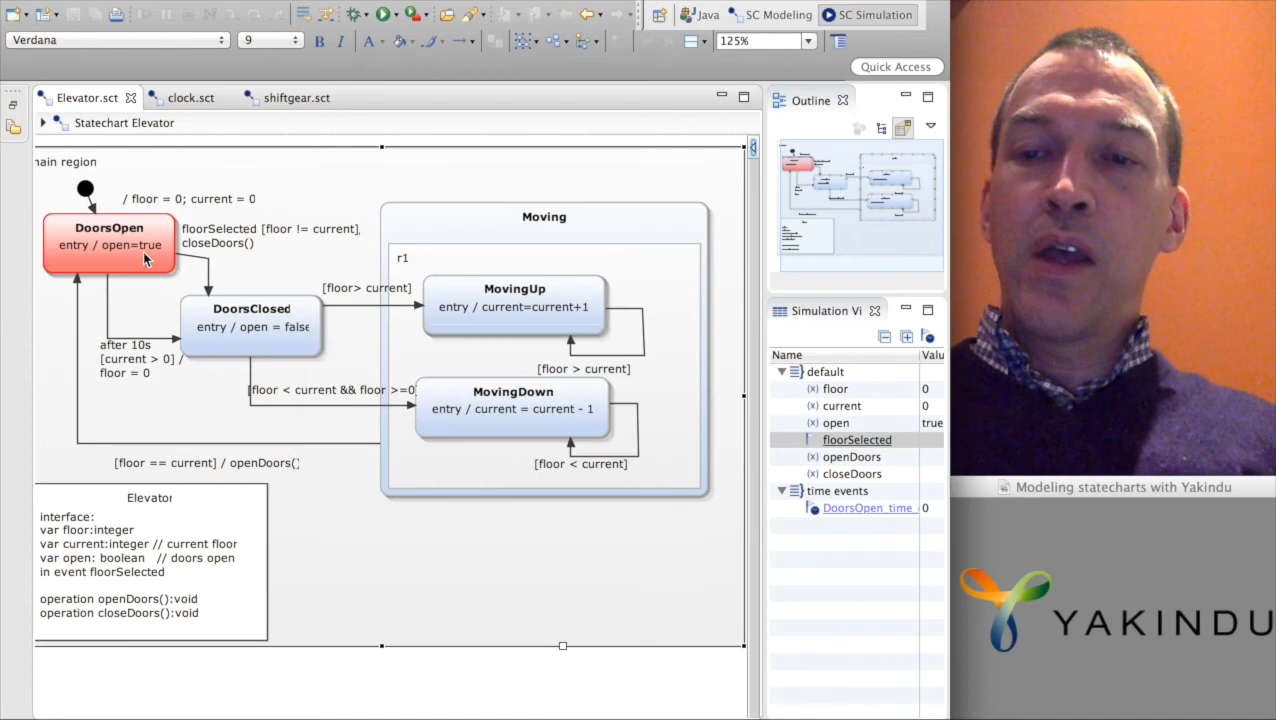 Java
SC Modeling
SC Simulation
Verdana
9
B
I
A
125%
Quick Access
Elevator.sct
clock.sct
shiftgear.sct
Statechart Elevator
main region
/ floor = 0; current = 0
DoorsOpen
entry / open=true
floorSelected [floor != current],
closeDoors()
DoorsClosed
entry / open = false
after 10s
[current > 0] /
floor = 0
[floor> current]
[floor < current && floor >=0
[floor == current] / openDoors()
Moving
r1
MovingUp
entry / current=current+1
[floor > current]
MovingDown
entry / current = current - 1
[floor < current]
Elevator
interface:
var floor:integer
var current:integer // current floor
var open: boolean // doors open
in event floorSelected
operation openDoors():void
operation closeDoors():void
Outline
Simulation Vi
Name Valu
default
floor 0
current 0
open true
floorSelected
openDoors
closeDoors
time events
DoorsOpen_time_ 0
Modeling statecharts with Yakindu
YAKINDU